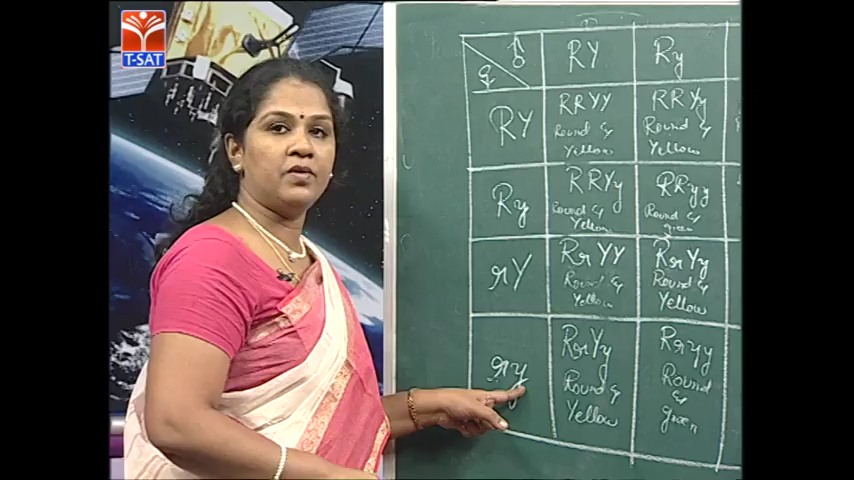 T-SAT
♂ RY Ry
♀
RY RRYY RRYy
Round & Round &
Yellow Yellow
Ry RRYy RRyy
Round & Round &
Yellow green
rY RrYY RrYy
Round & Round &
Yellow Yellow
ry RrYy Rryy
Round & Round
Yellow &
green